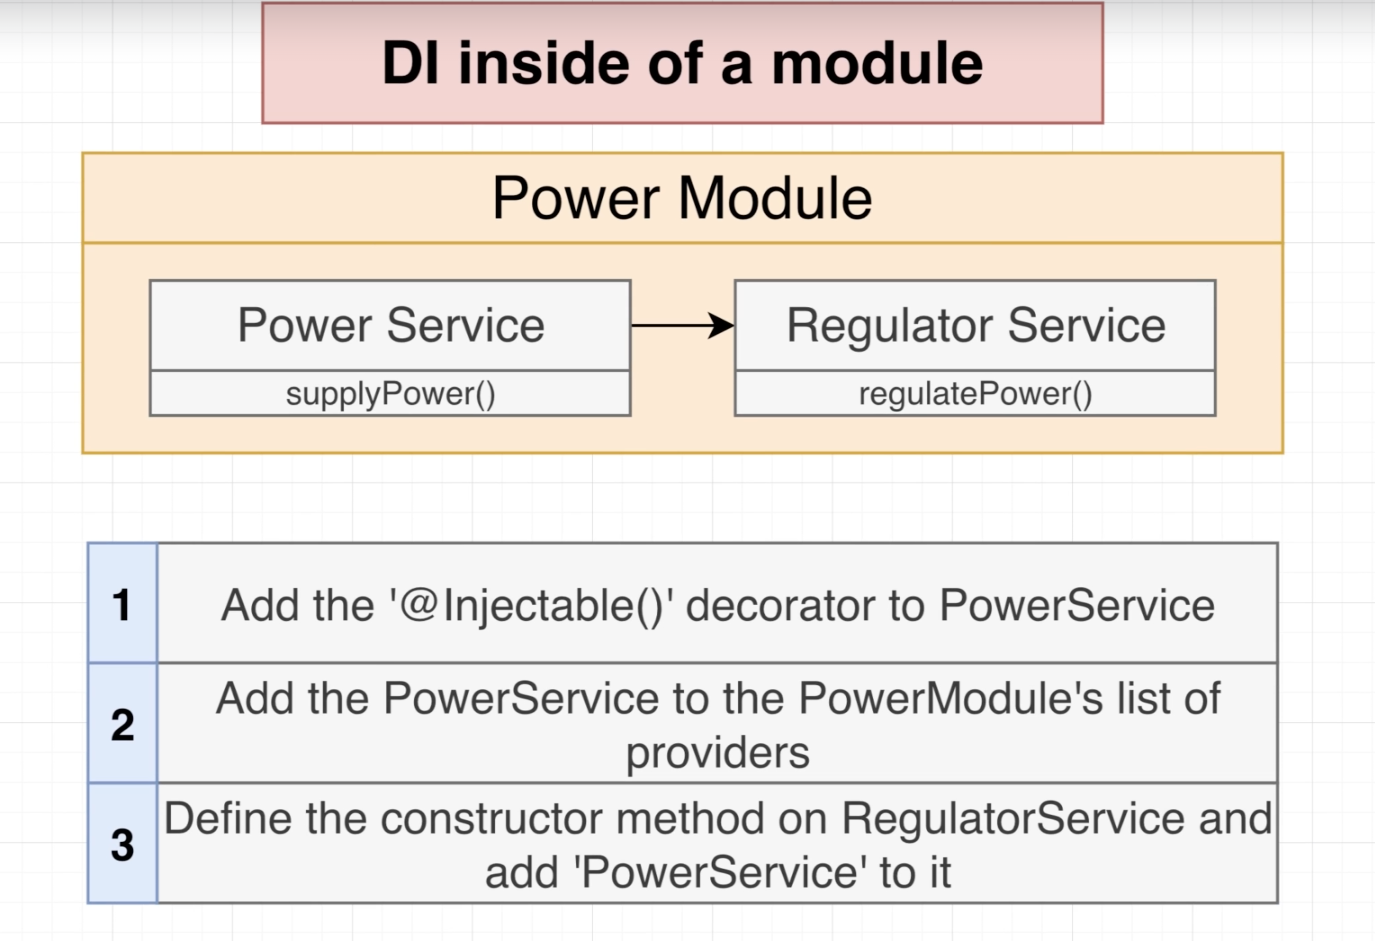 DI inside of a module
Power Module
Power Service
supplyPower()
Regulator Service
regulatePower()
1
Add the '@Injectable()' decorator to PowerService
2
Add the PowerService to the PowerModule's list of
providers
3
Define the constructor method on RegulatorService and
add 'PowerService' to it